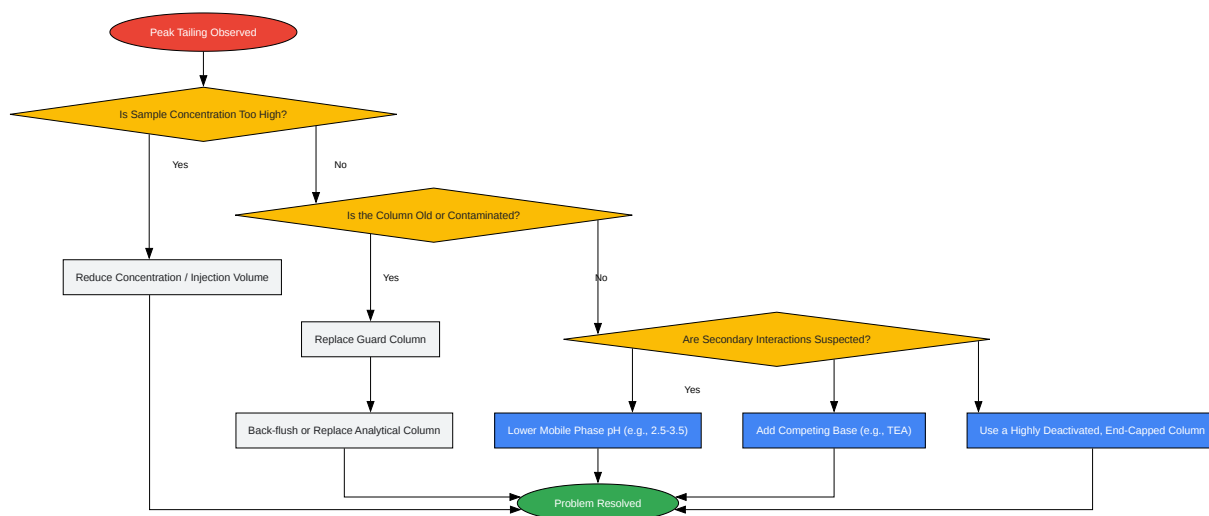 Peak Tailing Observed
Is Sample Concentration Too High?
Yes
No
Is the Column Old or Contaminated?
Reduce Concentration / Injection Volume
Yes
No
Replace Guard Column
Are Secondary Interactions Suspected?
Yes
Back-flush or Replace Analytical Column
Lower Mobile Phase pH (e.g., 2.5-3.5)
Add Competing Base (e.g., TEA)
Use a Highly Deactivated, End-Capped Column
Problem Resolved